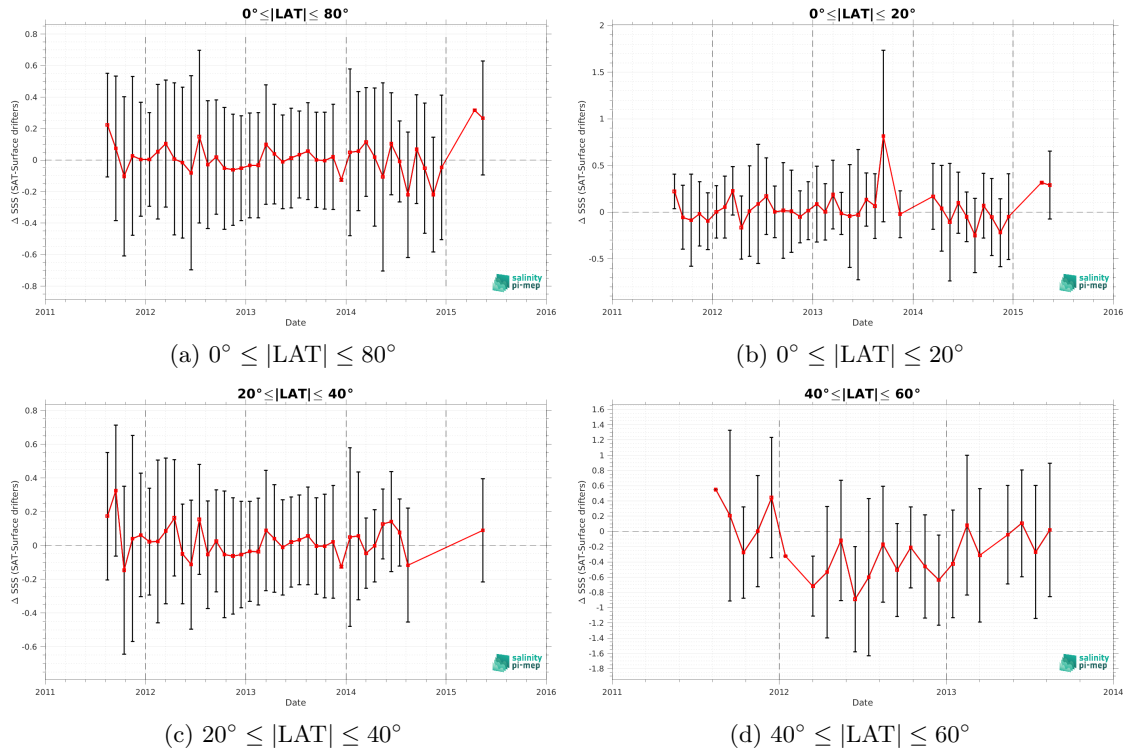 0°≤|LAT|≤ 80°
0.8
0.6
0.4
0.2
0
-0.2
-0.4
-0.6
-0.8
Δ SSS (SAT-Surface drifters)
2011
2012
2013
2014
2015
2016
Date
salinity
pi-mep
(a) 0° ≤ |LAT| ≤ 80°
0°≤|LAT|≤ 20°
2
1.5
1
0.5
0
-0.5
Δ SSS (SAT-Surface drifters)
2011
2012
2013
2014
2015
2016
Date
salinity
pi-mep
(b) 0° ≤ |LAT| ≤ 20°
20°≤|LAT|≤ 40°
0.8
0.6
0.4
0.2
0
-0.2
-0.4
-0.6
Δ SSS (SAT-Surface drifters)
2011
2012
2013
2014
2015
2016
Date
salinity
pi-mep
(c) 20° ≤ |LAT| ≤ 40°
40°≤|LAT|≤ 60°
1.6
1.4
1.2
1
0.8
0.6
0.4
0.2
0
-0.2
-0.4
-0.6
-0.8
-1
-1.2
-1.4
-1.6
-1.8
Δ SSS (SAT-Surface drifters)
2011
2012
2013
2014
Date
salinity
pi-mep
(d) 40° ≤ |LAT| ≤ 60°